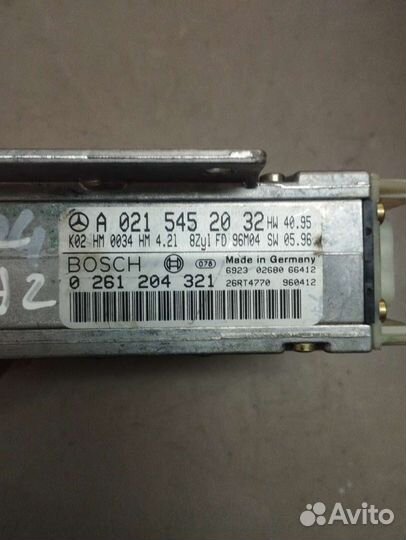 A 021 545 20 32 HW 40.95
K02 HM 0034 HM 4.2l 8Zyl FD 96M04 SW 05.96
BOSCH 078 Made in Germany
6923 02680 66412
0 261 204 321 26RT4770 960412
Avito